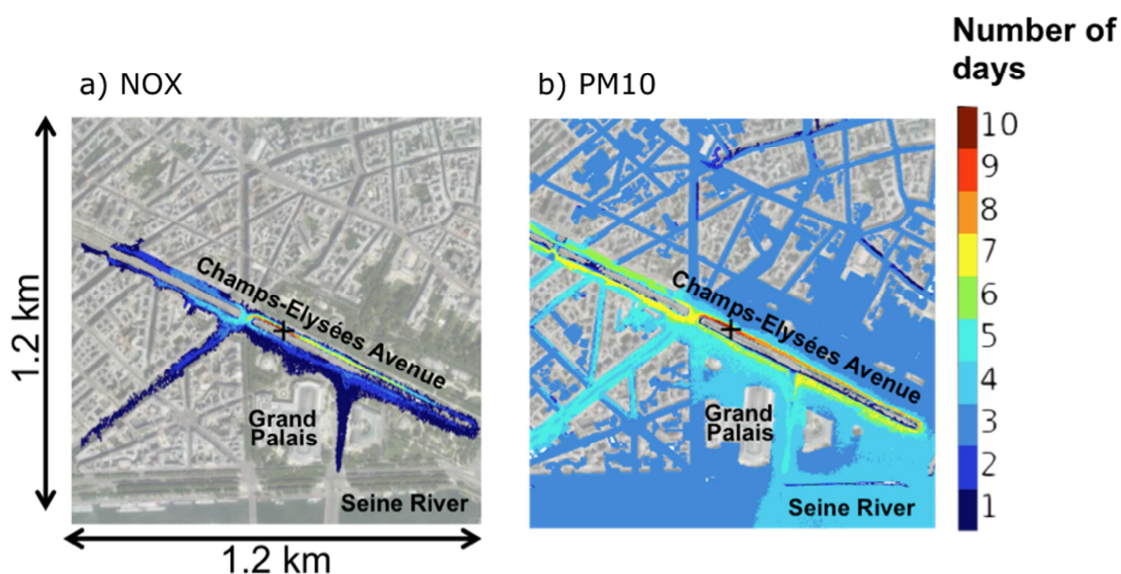 Number of
days
a) NOX
b) PM10
10
9
8
7
6
5
4
3
2
1
1.2 km
Champs-Elysées Avenue
Grand
Palais
Seine River
Champs-Elysées Avenue
Grand
Palais
Seine River
1.2 km